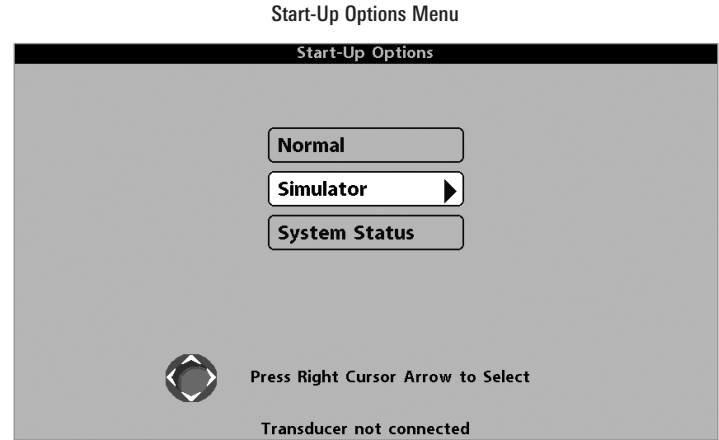 Start-Up Options Menu
Start-Up Options
Normal
Simulator
System Status
Press Right Cursor Arrow to Select
Transducer not connected